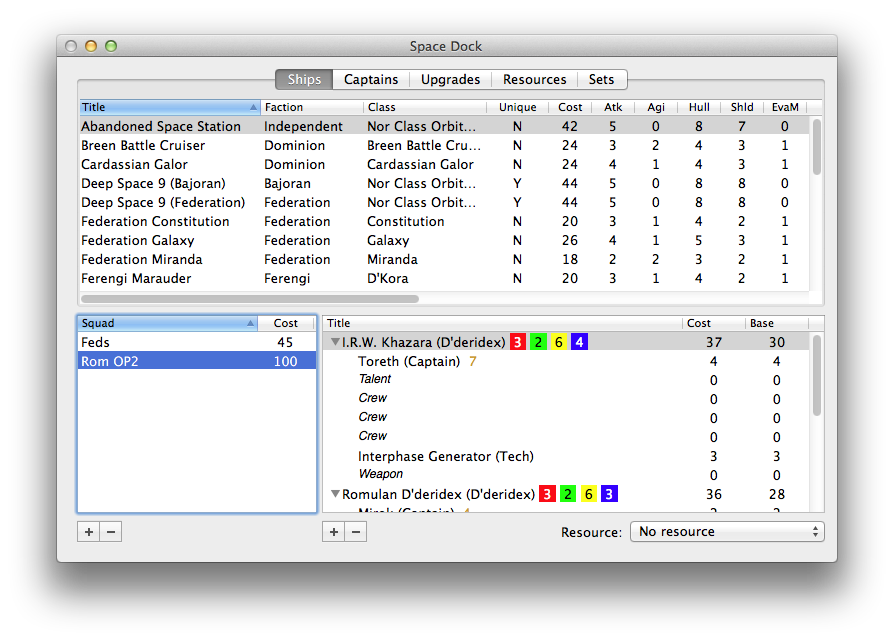 Space Dock
Ships Captains Upgrades Resources Sets
Title Faction Class Unique Cost Atk Agi Hull Shld EvaM
Abandoned Space Station Independent Nor Class Orbit... N 42 5 0 8 7 0
Breen Battle Cruiser Dominion Breen Battle Cru... N 24 3 2 4 3 1
Cardassian Galor Dominion Cardassian Galor N 24 4 1 4 3 1
Deep Space 9 (Bajoran) Bajoran Nor Class Orbit... Y 44 5 0 8 8 0
Deep Space 9 (Federation) Federation Nor Class Orbit... Y 44 5 0 8 8 0
Federation Constitution Federation Constitution N 20 3 1 4 2 1
Federation Galaxy Federation Galaxy N 26 4 1 5 3 1
Federation Miranda Federation Miranda N 18 2 2 3 2 1
Ferengi Marauder Ferengi D'Kora N 20 3 1 4 2 1
Squad Cost
Feds 45
Rom OP2 100
Title Cost Base
I.R.W. Khazara (D'deridex) 3 2 6 4 37 30
Toreth (Captain) 7 4 4
Talent 0 0
Crew 0 0
Crew 0 0
Crew 0 0
Interphase Generator (Tech) 3 3
Weapon 0 0
Romulan D'deridex (D'deridex) 3 2 6 3 36 28
Resource: No resource